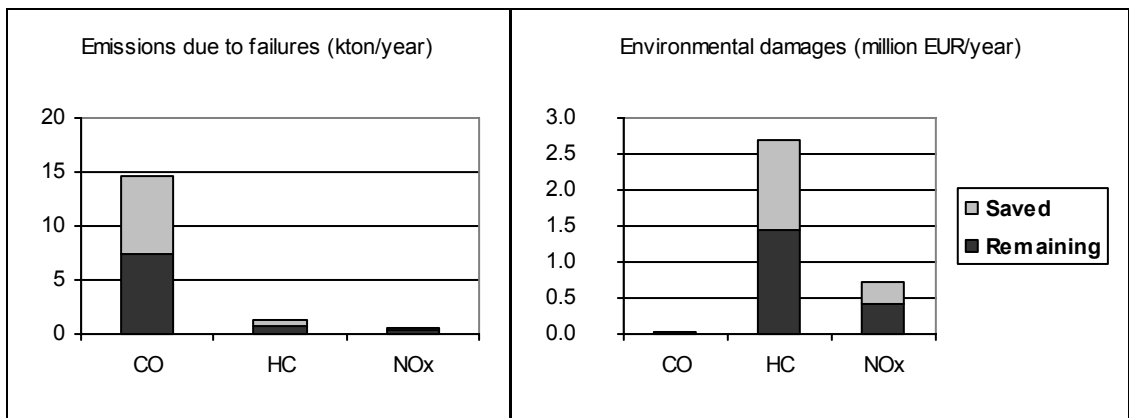 Emissions due to failures (kton/year)
20
15
10
5
0
CO HC NOx
Environmental damages (million EUR/year)
3.0
2.5
2.0
1.5
1.0
0.5
0.0
CO HC NOx
Saved
Remaining